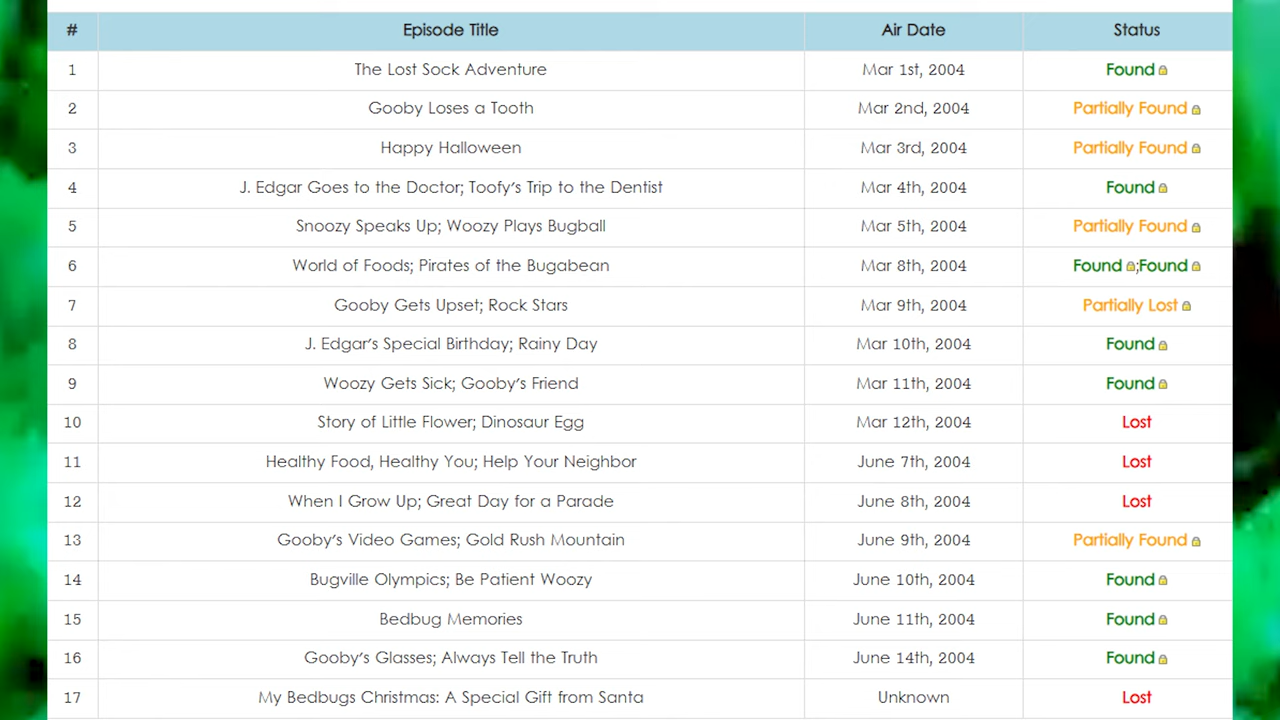 # Episode Title Air Date Status
1 The Lost Sock Adventure Mar 1st, 2004 Found
2 Gooby Loses a Tooth Mar 2nd, 2004 Partially Found
3 Happy Halloween Mar 3rd, 2004 Partially Found
4 J. Edgar Goes to the Doctor; Toofy's Trip to the Dentist Mar 4th, 2004 Found
5 Snoozy Speaks Up; Woozy Plays Bugball Mar 5th, 2004 Partially Found
6 World of Foods; Pirates of the Bugabean Mar 8th, 2004 Found ;Found
7 Gooby Gets Upset; Rock Stars Mar 9th, 2004 Partially Lost
8 J. Edgar's Special Birthday; Rainy Day Mar 10th, 2004 Found
9 Woozy Gets Sick; Gooby's Friend Mar 11th, 2004 Found
10 Story of Little Flower; Dinosaur Egg Mar 12th, 2004 Lost
11 Healthy Food, Healthy You; Help Your Neighbor June 7th, 2004 Lost
12 When I Grow Up; Great Day for a Parade June 8th, 2004 Lost
13 Gooby's Video Games; Gold Rush Mountain June 9th, 2004 Partially Found
14 Bugville Olympics; Be Patient Woozy June 10th, 2004 Found
15 Bedbug Memories June 11th, 2004 Found
16 Gooby's Glasses; Always Tell the Truth June 14th, 2004 Found
17 My Bedbugs Christmas: A Special Gift from Santa Unknown Lost